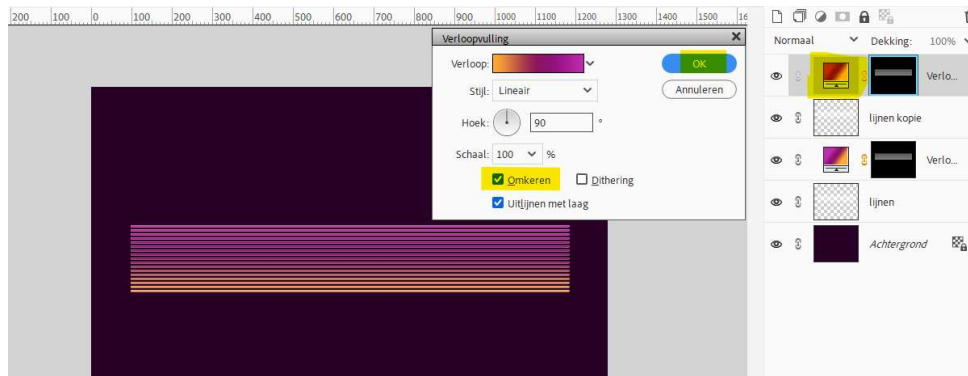 200 100 0 100 200 300 400 500 600 700 800 900 1000 1100 1200 1300 1400 1500 16
Verloopvulling
Verloop:
OK
Stijl: Lineair
Annuleren
Hoek: 90 °
Schaal: 100 %
Omkeren Dithering
Uitlijnen met laag
Normaal Dekking: 100%
Verlo...
lijnen kopie
Verlo...
lijnen
Achtergrond